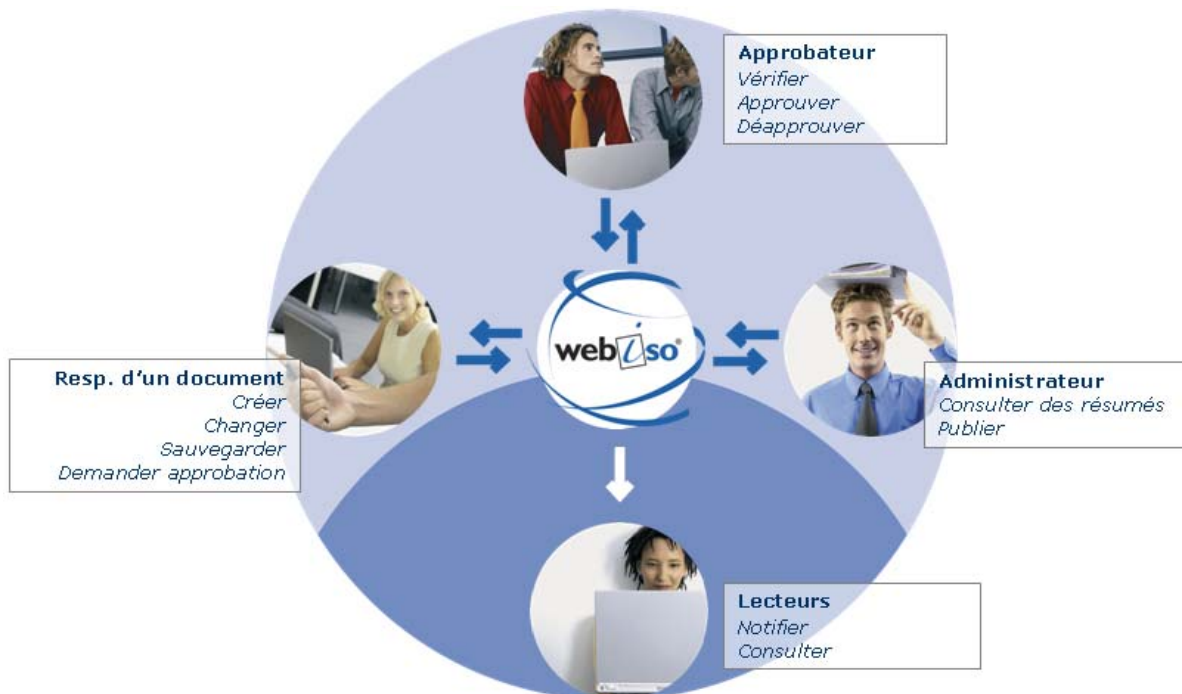 Approbateur
Vérifier
Approuver
Déapprouver
webiso®
Resp. d'un document
Créer
Changer
Sauvegarder
Demander approbation
Administrateur
Consulter des résumés
Publier
Lecteurs
Notifier
Consulter